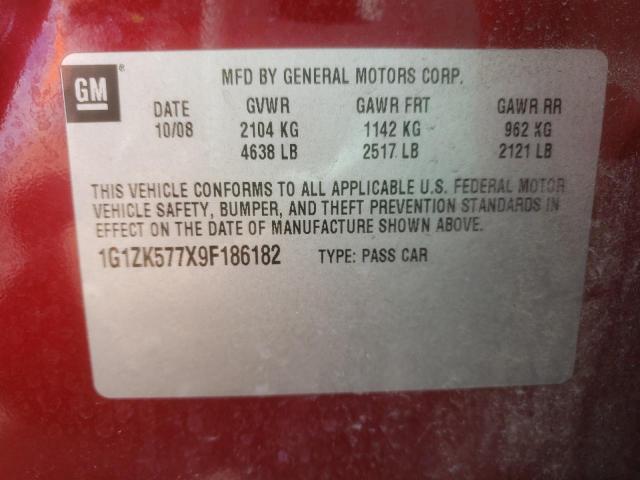 GM ®
MFD BY GENERAL MOTORS CORP.
DATE GVWR GAWR FRT GAWR RR
10/08 2104 KG 1142 KG 962 KG
4638 LB 2517 LB 2121 LB
THIS VEHICLE CONFORMS TO ALL APPLICABLE U.S. FEDERAL MOTOR
VEHICLE SAFETY, BUMPER, AND THEFT PREVENTION STANDARDS IN
EFFECT ON THE DATE OF MANUFACTURE SHOWN ABOVE.
1G1ZK577X9F186182 TYPE: PASS CAR